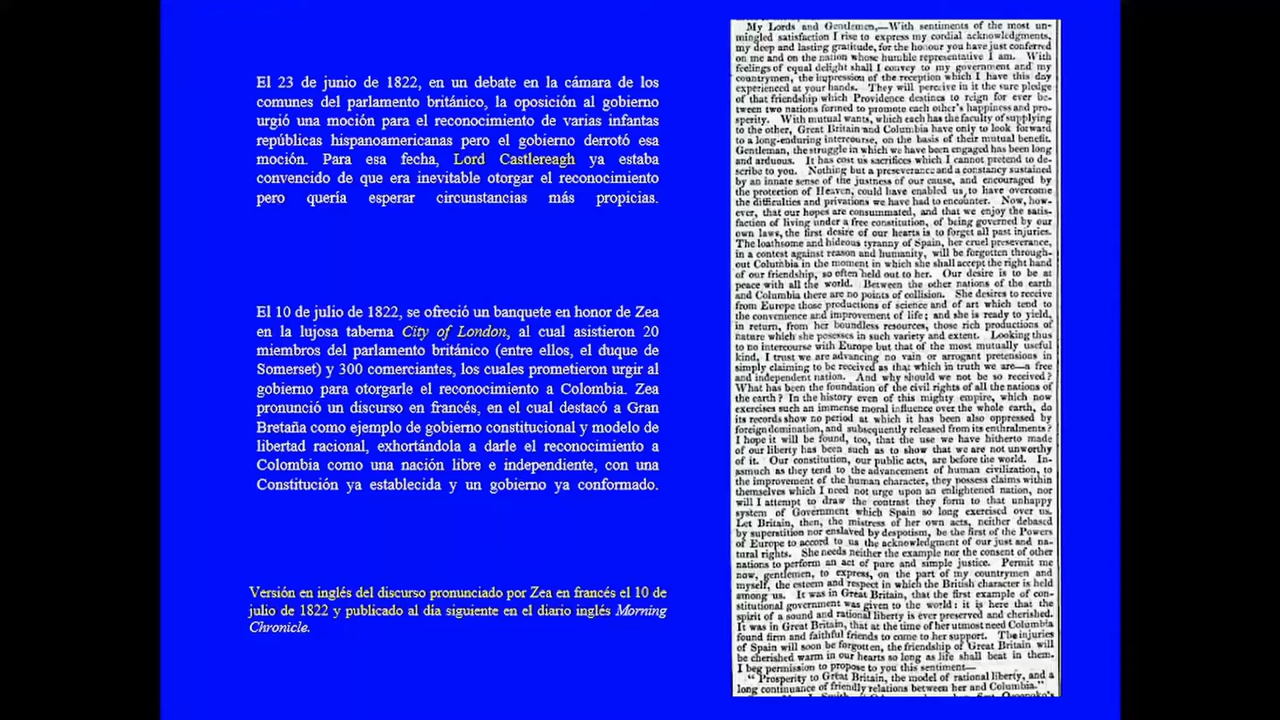 El 23 de junio de 1822, en un debate en la cámara de los
comunes del parlamento británico, la oposición al gobierno
urgió una moción para el reconocimiento de varias infantas
repúblicas hispanoamericanas pero el gobierno derrotó esa
moción. Para esa fecha, Lord Castlereagh ya estaba
convencido de que era inevitable otorgar el reconocimiento
pero quería esperar circunstancias más propicias.
El 10 de julio de 1822, se ofreció un banquete en honor de Zea
en la lujosa taberna City of London, al cual asistieron 20
miembros del parlamento británico (entre ellos, el duque de
Somerset) y 300 comerciantes, los cuales prometieron urgir al
gobierno para otorgarle el reconocimiento a Colombia. Zea
pronunció un discurso en francés, en el cual destacó a Gran
Bretaña como ejemplo de gobierno constitucional y modelo de
libertad racional, exhortándola a darle el reconocimiento a
Colombia como una nación libre e independiente, con una
Constitución ya establecida y un gobierno ya conformado.
Versión en inglés del discurso pronunciado por Zea en francés el 10 de
julio de 1822 y publicado al día siguiente en el diario inglés Morning
Chronicle.
My Lords and Gentlemen,—With sentiments of the most un-
mingled satisfaction I rise to express my cordial acknowledgments,
my deep and lasting gratitude, for the honour you have just conferred
on me and on the nation whose humble representative I am. With
feelings of equal delight shall I convey to my government and my
countrymen, the impression of the reception which I have this day
experienced at your hands. They will perceive in it the sure pledge
of that friendship which Providence destines to reign for ever be-
tween two nations formed to promote each other's happiness and pro-
sperity. With mutual wants, which each has the faculty of supplying
to the other, Great Britain and Columbia have only to look forward
to a long-enduring intercourse, on the basis of their mutual benefit.
Gentleman, the struggle in which we have been engaged has been long
and arduous. It has cost us sacrifices which I cannot pretend to de-
scribe to you. Nothing but a preseverance and a constancy sustained
by an innate sense of the justness of our cause, and encouraged by
the protection of Heaven, could have enabled us to have overcome
the difficulties and privations we have had to encounter. Now, how-
ever, that our hopes are consummated, and that we enjoy the satis-
faction of living under a free constitution, of being governed by our
own laws, the first desire of our hearts is to forget all past injuries.
The loathsome and hideous tyranny of Spain, her cruel preseverance,
in a contest against reason and humanity, will be forgotten through-
out Columbia in the moment in which she shall accept the right hand
of our friendship, so often held out to her. Our desire is to be at
peace with all the world. Between the other nations of the earth
and Columbia there are no points of collision. She desires to receive
from Europe those productions of science and of art which tend to
the convenience and improvement of life; and she is ready to yield,
in return, from her boundless resources, those rich productions of
nature which she posesses in such variety and extent. Looking thus
to no intercourse with Europe but that of the most mutually useful
kind, I trust we are advancing no vain or arrogant pretensions in
simply claiming to be received as that which in truth we are—a free
and independent nation. And why should we not be so received?
What has been the foundation of the civil rights of all the nations of
the earth? In the history even of this mighty empire, which now
exercises such an immense moral influence over the whole earth, do
its records show no period at which it has been also oppressed by
foreign domination, and subsequently released from its enthralments?
I hope it will be found, too, that the use we have hitherto made
of our liberty has been such as to show that we are not unworthy
of it. Our constitution, our public acts, are before the world. In-
asmuch as they tend to the advancement of human civilization, to
the improvement of the human character, they possess claims within
themselves which I need not urge upon an enlightened nation, nor
will I attempt to draw the contrast they form to that unhappy
system of Government which Spain so long exercised over us.
Let Britain, then, the mistress of her own acts, neither debased
by superstition nor enslaved by despotism, be the first of the Powers
of Europe to accord to us the acknowledgment of our just and na-
tural rights. She needs neither the example nor the consent of other
nations to perform an act of pure and simple justice. Permit me
now, gentlemen, to express, on the part of my countrymen and
myself, the esteem and respect in which the British character is held
among us. It was in Great Britain, that the first example of con-
stitutional government was given to the world: it is here that the
spirit of a sound and rational liberty is ever preserved and cherished.
It was in Great Britain, that at the time of her utmost need Columbia
found firm and faithful friends to come to her support. The injuries
of Spain will soon be forgotten, the friendship of Great Britain will
be cherished warm in our hearts so long as life shall beat in them.
I beg permission to propose to you this sentiment—
" Prosperity to Great Britain, the model of rational liberty, and a
long continuance of friendly relations between her and Columbia."